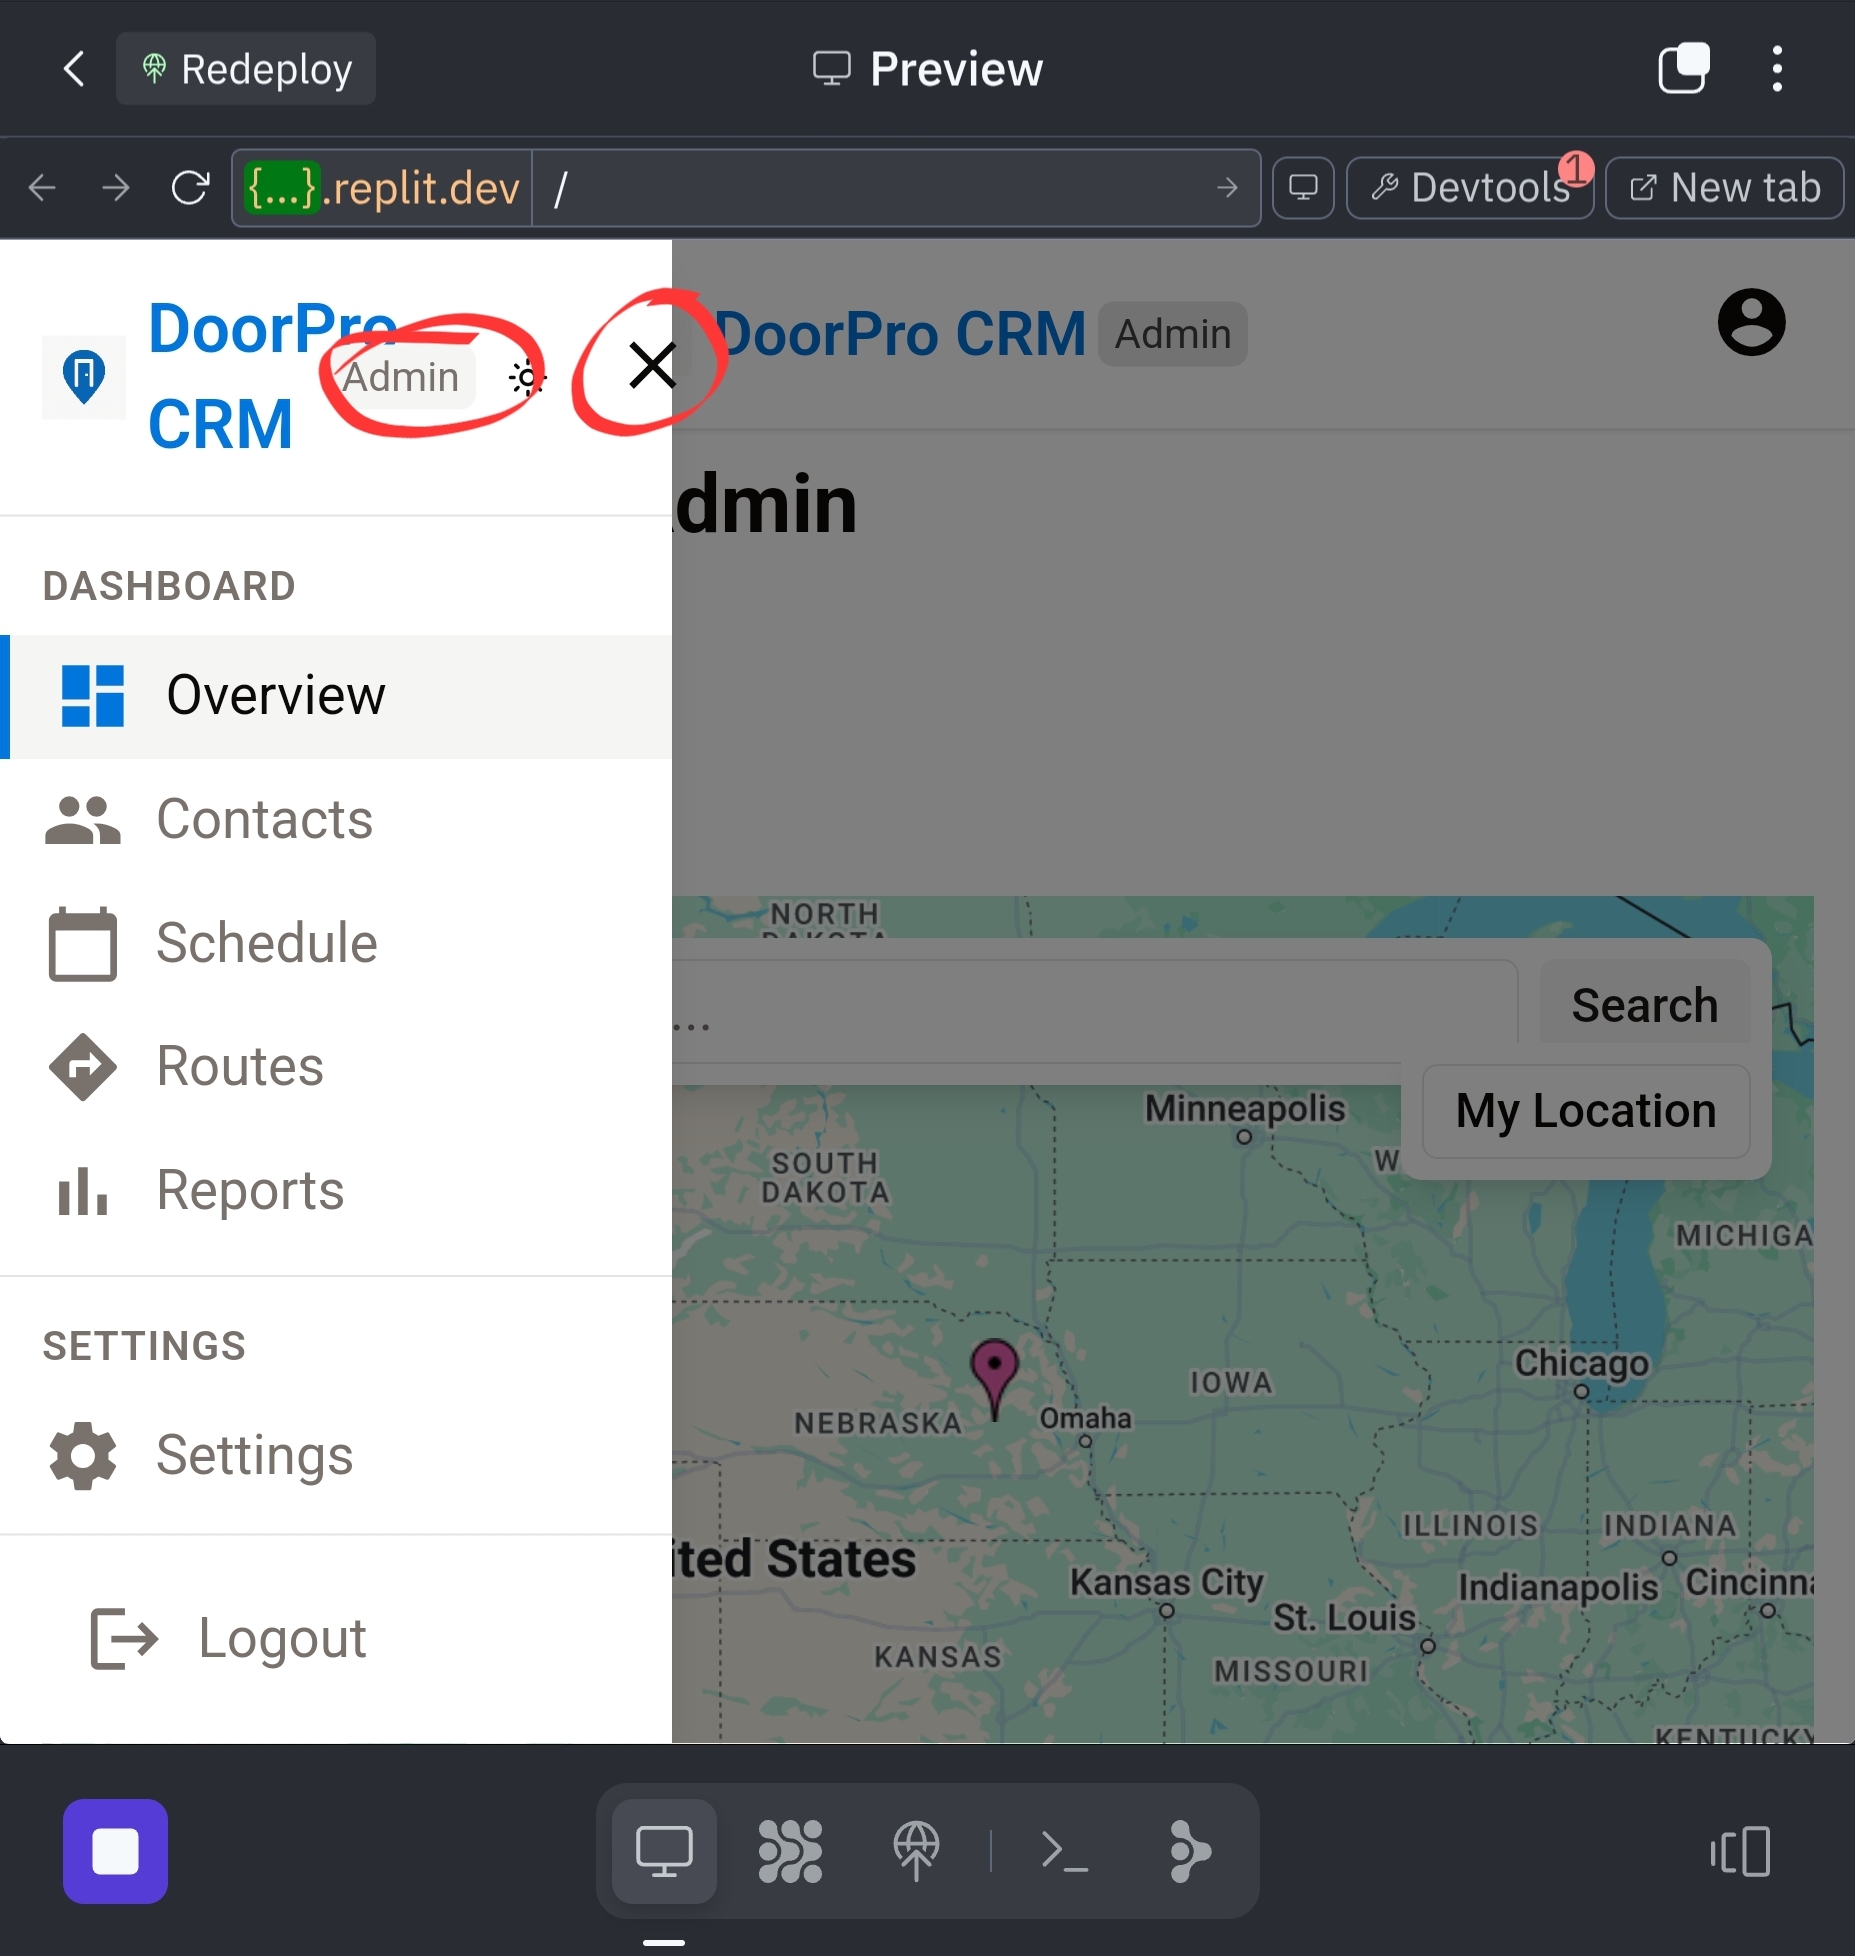 Redeploy
Preview
{...}.replit.dev
/
Devtools
1
New tab
DoorPro
CRM
Admin
DoorPro CRM
Admin
dmin
DASHBOARD
Overview
Contacts
Schedule
Routes
Reports
SETTINGS
Settings
Logout
NORTH
DAKOTA
...
Search
My Location
Minneapolis
SOUTH
DAKOTA
W
MICHIGA
Chicago
IOWA
NEBRASKA
Omaha
ILLINOIS
INDIANA
ited States
Kansas City
Indianapolis
Cincinna
St. Louis
KANSAS
MISSOURI
KENTUCKY